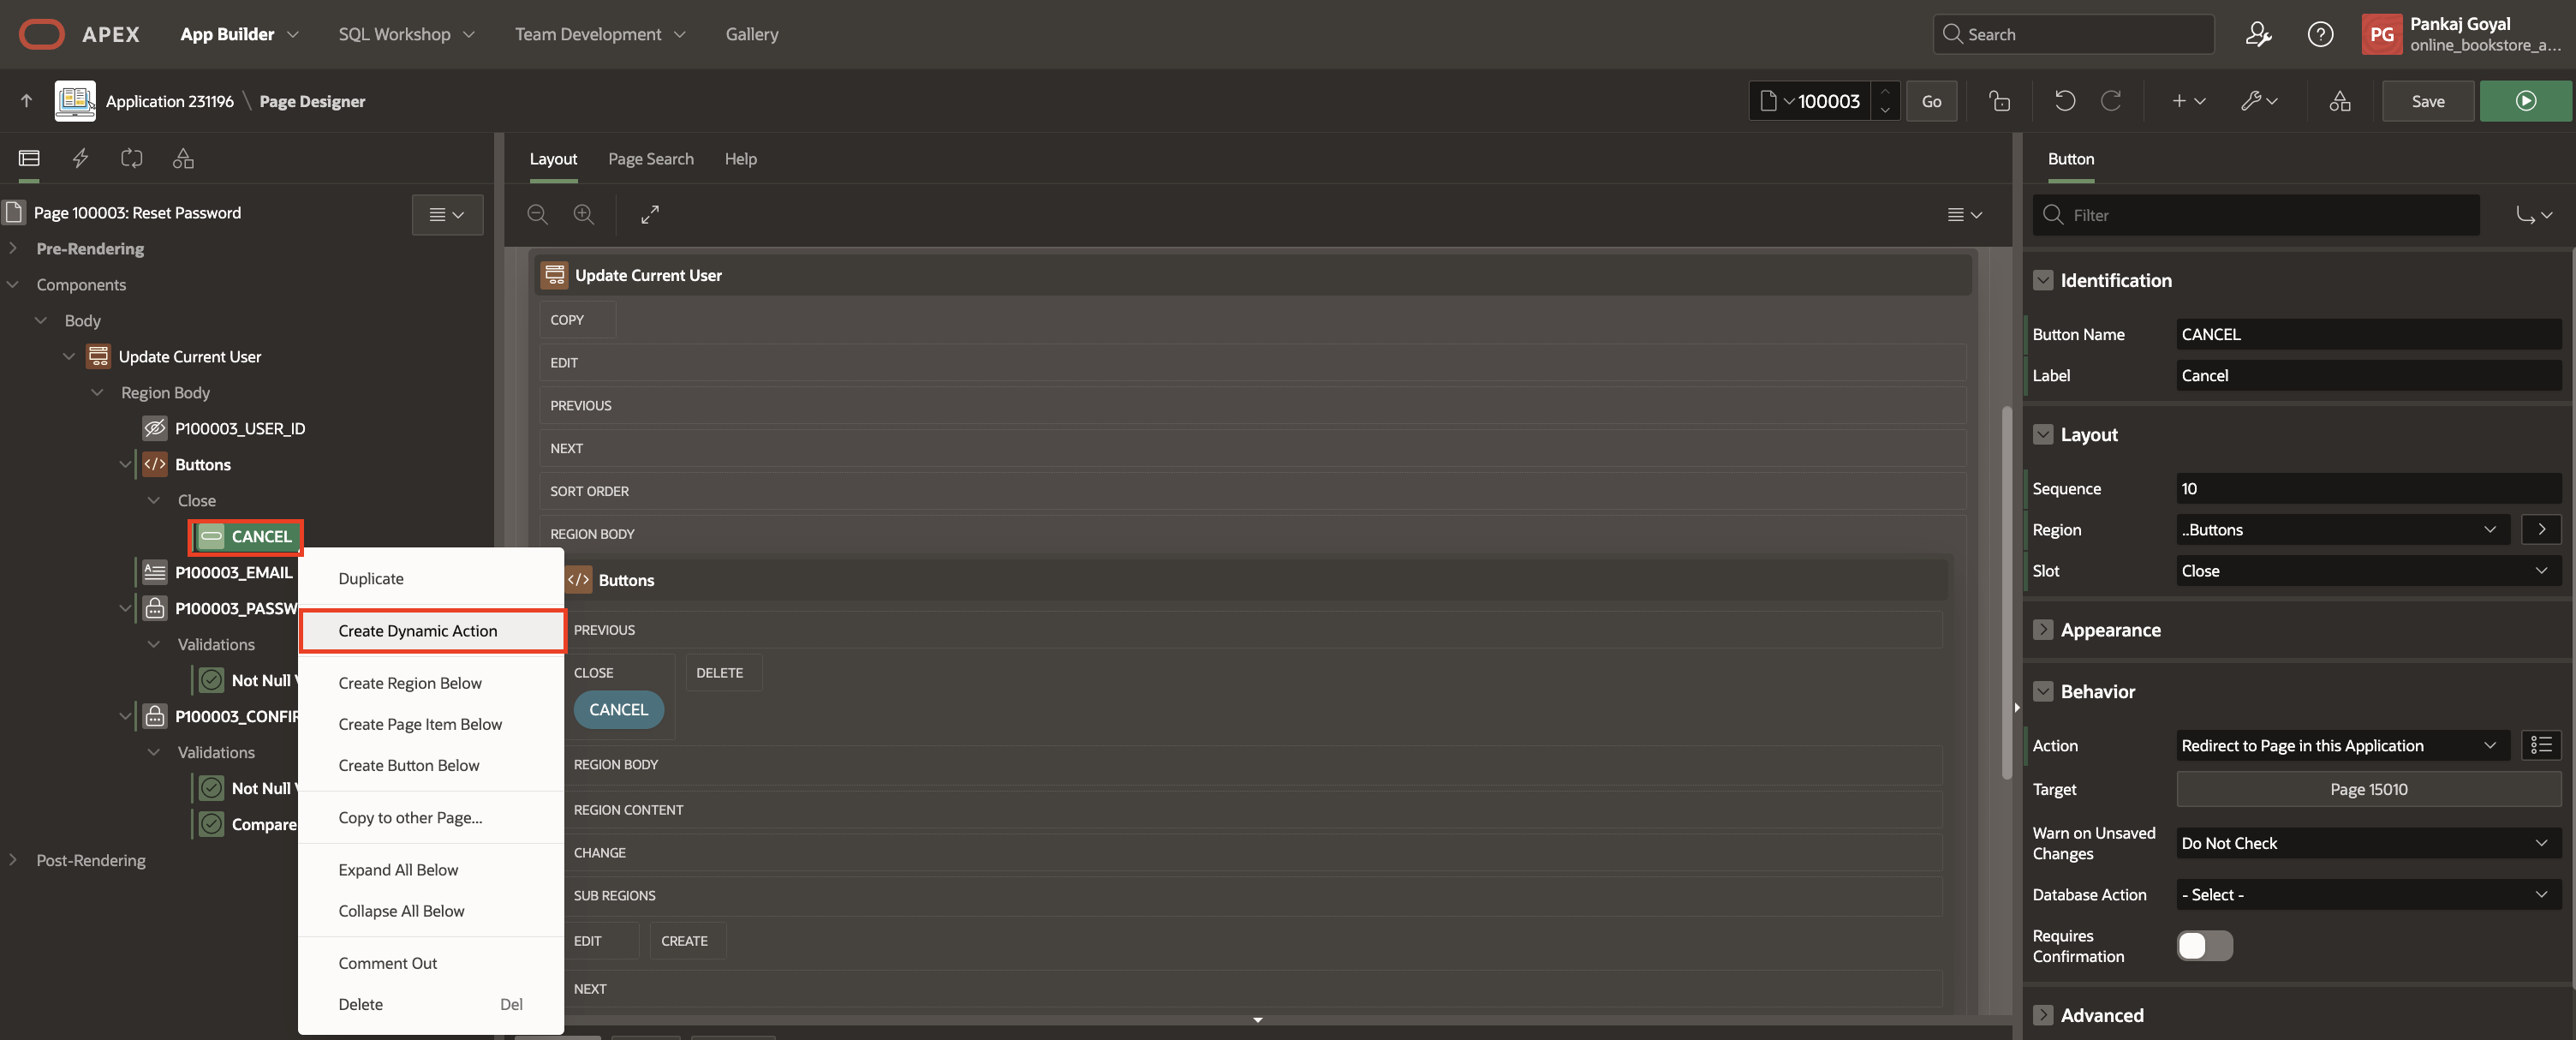 APEX App Builder SQL Workshop Team Development Gallery Search PG Pankaj Goyal
online_bookstore_a...
Application 231196 \ Page Designer 100003 Go Save
Layout Page Search Help
Button
Page 100003: Reset Password
Filter
Pre-Rendering
Components
Body
Update Current User
Region Body
P100003_USER_ID
Buttons
Close
CANCEL
P100003_EMAIL
P100003_PASSW
Validations
Not Null
P100003_CONFIR
Validations
Not Null
Compare
Post-Rendering
Duplicate
Create Dynamic Action
Create Region Below
Create Page Item Below
Create Button Below
Copy to other Page...
Expand All Below
Collapse All Below
Comment Out
Delete Del
Update Current User
COPY
EDIT
PREVIOUS
NEXT
SORT ORDER
REGION BODY
</> Buttons
PREVIOUS
CLOSE DELETE
CANCEL
REGION BODY
REGION CONTENT
CHANGE
SUB REGIONS
EDIT CREATE
NEXT
Identification
Button Name CANCEL
Label Cancel
Layout
Sequence 10
Region ..Buttons
Slot Close
Appearance
Behavior
Action Redirect to Page in this Application
Target Page 15010
Warn on Unsaved
Changes Do Not Check
Database Action - Select -
Requires
Confirmation
Advanced